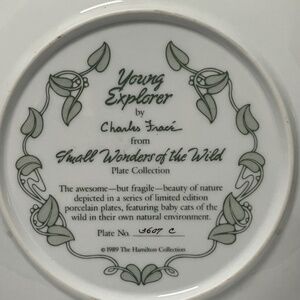 Young
Explorer
by
Charles Fracé
from
Small Wonders of the Wild
Plate Collection
The awesome—but fragile—beauty of nature
depicted in a series of limited edition
porcelain plates, featuring baby cats of the
wild in their own natural environment.
Plate No. 3607 C
©1989 The Hamilton Collection